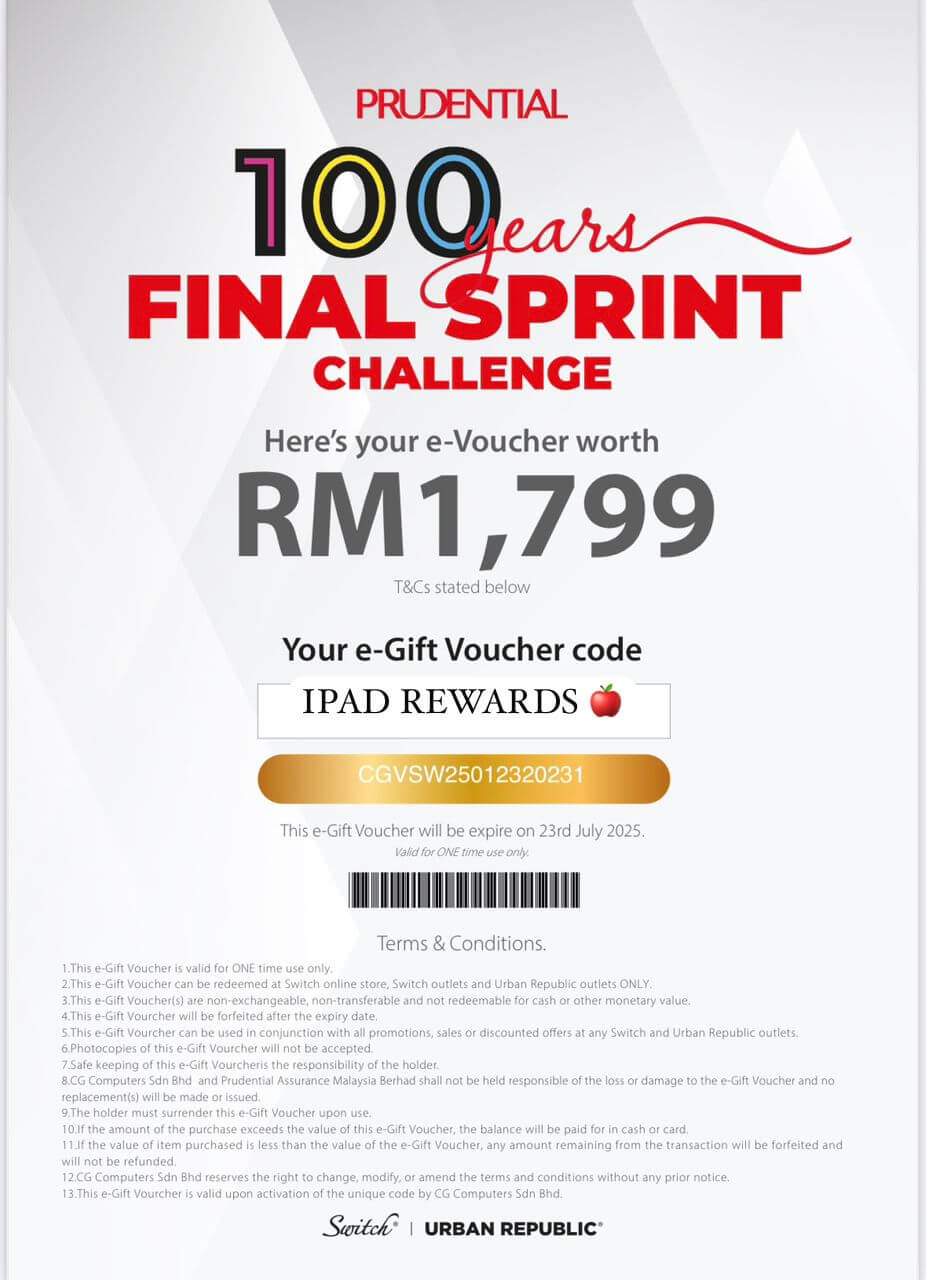 PRUDENTIAL
100 years
FINAL SPRINT
CHALLENGE
Here's your e-Voucher worth
RM1,799
T&Cs stated below
Your e-Gift Voucher code
IPAD REWARDS 🍎
CGVSW25012320231
This e-Gift Voucher will be expire on 23rd July 2025.
Valid for ONE time use only.
Terms & Conditions.
1.This e-Gift Voucher is valid for ONE time use only.
2.This e-Gift Voucher can be redeemed at Switch online store, Switch outlets and Urban Republic outlets ONLY.
3.This e-Gift Voucher(s) are non-exchangeable, non-transferable and not redeemable for cash or other monetary value.
4.This e-Gift Vourcher will be forfeited after the expiry date.
5.This e-Gift Vourcher can be used in conjunction with all promotions, sales or discounted offers at any Switch and Urban Republic outlets.
6.Photocopies of this e-Gift Vourcher will not be accepted.
7.Safe keeping of this e-Gift Vourcheris the responsibility of the holder.
8.CG Computers Sdn Bhd and Prudential Assurance Malaysia Berhad shall not be held responsible of the loss or damage to the e-Gift Voucher and no
replacement(s) will be made or issued.
9.The holder must surrender this e-Gift Voucher upon use.
10.If the amount of the purchase exceeds the value of this e-Gift Voucher, the balance will be paid for in cash or card.
11.If the value of item purchased is less than the value of the e-Gift Voucher, any amount remaining from the transaction will be forfeited and
will not be refunded.
12.CG Computers Sdn Bhd reserves the right to change, modify, or amend the terms and conditions without any prior notice.
13.This e-Gift Vourcher is valid upon activation of the unique code by CG Computers Sdn Bhd.
Switch® | URBAN REPUBLIC®